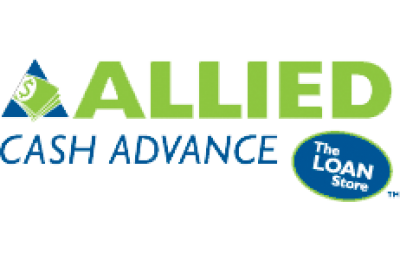 $
ALLIED
CASH ADVANCE
The
LOAN
Store
TM